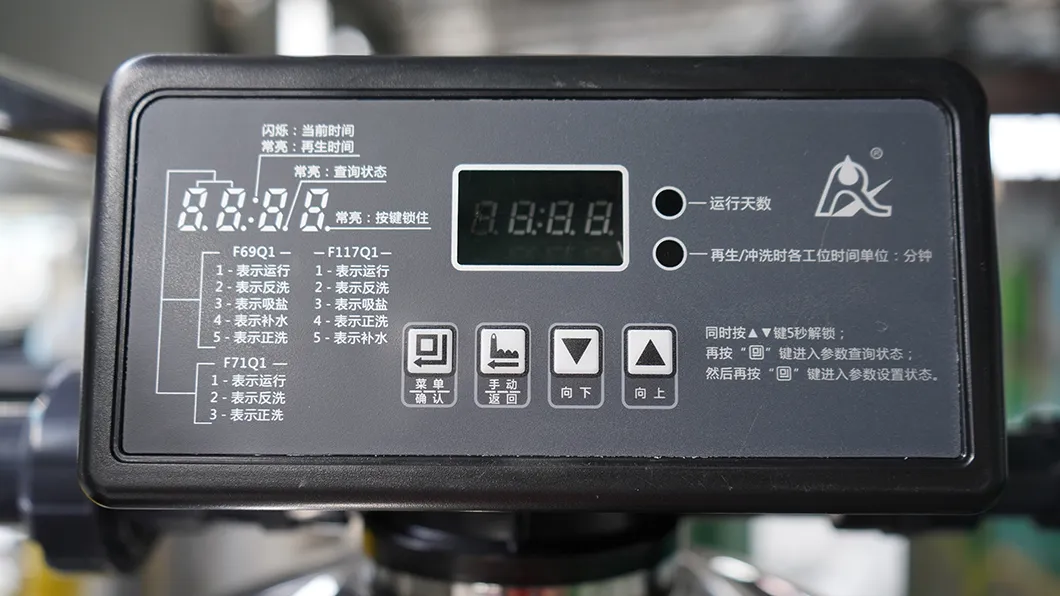 闪烁：当前时间
常亮：再生时间
常亮：查询状态
8.8:8.8.
常亮：按键锁住
F69Q1
1 - 表示运行
2 - 表示反洗
3 - 表示吸盐
4 - 表示补水
5 - 表示正洗
F117Q1
1 - 表示运行
2 - 表示反洗
3 - 表示吸盐
4 - 表示正洗
5 - 表示补水
F71Q1
1 - 表示运行
2 - 表示反洗
3 - 表示正洗
8.8:8.8.
®
运行天数
再生/冲洗时各工位时间单位：分钟
菜单
确认
手动
返回
▼
向下
▲
向上
同时按▲▼键5秒解锁；
再按“回”键进入参数查询状态；
然后再按“回”键进入参数设置状态。